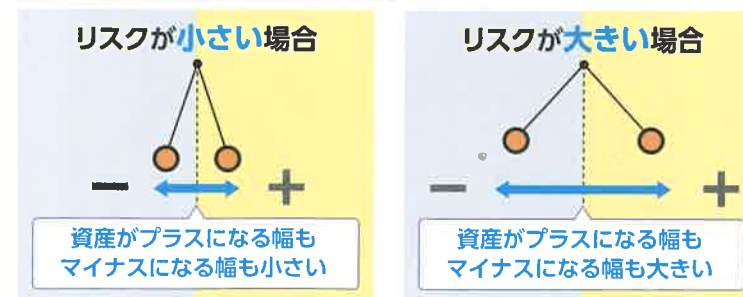 リスクが小さい場合
− +
資産がプラスになる幅も
マイナスになる幅も小さい
リスクが大きい場合
− +
資産がプラスになる幅も
マイナスになる幅も大きい